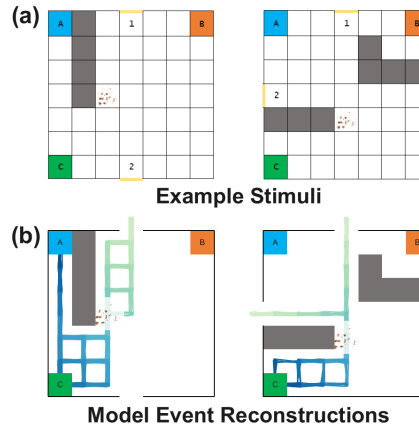 (a)
A 1 B
2
C
A 1 B
2
C
Example Stimuli
(b)
A B
C
A B
C
Model Event Reconstructions